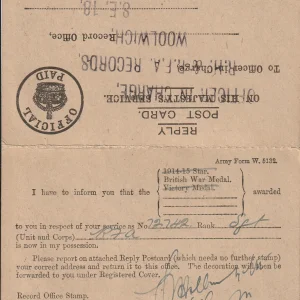 REPLY
POST CARD.
ON HIS MAJESTY'S SERVICE.
OFFICER IN CHARGE,
To Officer i/c
R.H. & F.A. RECORDS,
Record Office,
WOOLWICH,
S.E. 18.
OFFICIAL
PAID
Army Form W. 5132.
1914-15 Star.
I have to inform you that the British War Medal. awarded
Victory Medal.
to you in respect of your service as No. Rank Sgt
(Unit and Corps) R F A
is now in my possession.
Please report on attached Reply Postcard (which needs no further stamp)
your correct address and return it to this office. The decoration will then be
forwarded to you under Registered Cover.
Record Office Stamp.